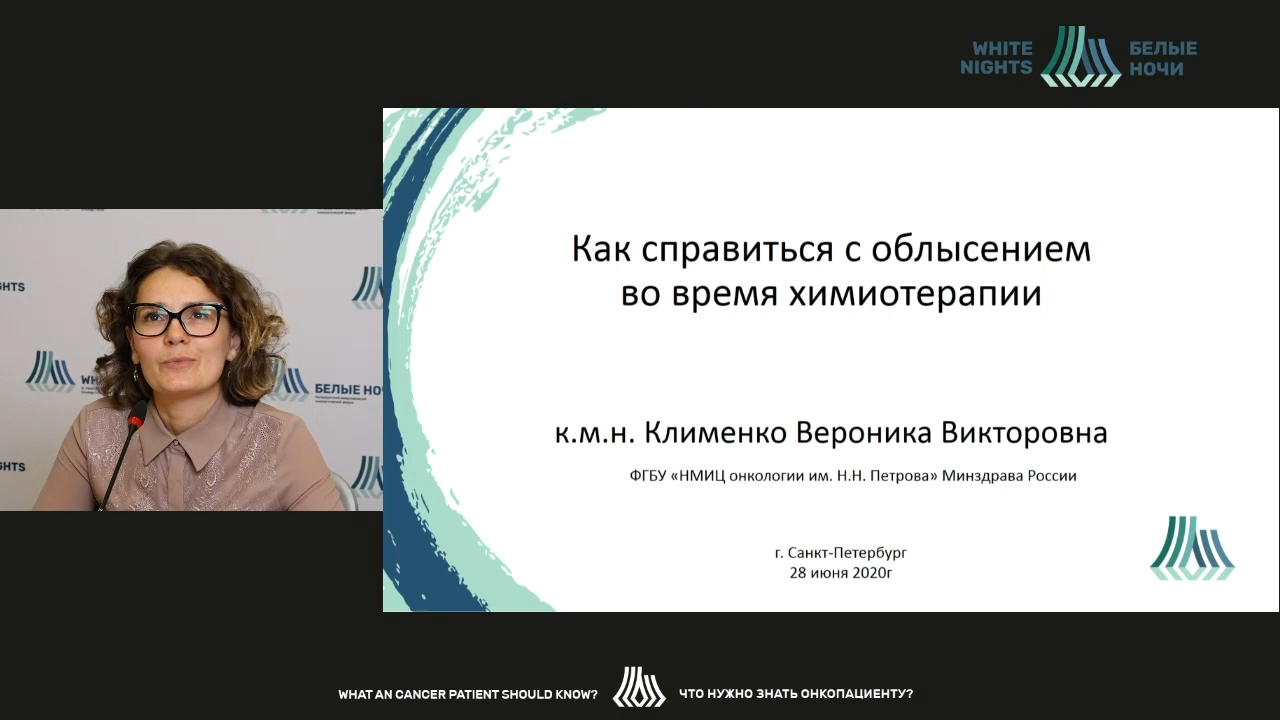 WHITE
NIGHTS
БЕЛЫЕ
НОЧИ
Как справиться с облысением
во время химиотерапии
к.м.н. Клименко Вероника Викторовна
ФГБУ «НМИЦ онкологии им. Н.Н. Петрова» Минздрава России
г. Санкт-Петербург
28 июня 2020г
БЕЛЫЕ
WHAT AN CANCER PATIENT SHOULD KNOW?
ЧТО НУЖНО ЗНАТЬ ОНКОПАЦИЕНТУ?